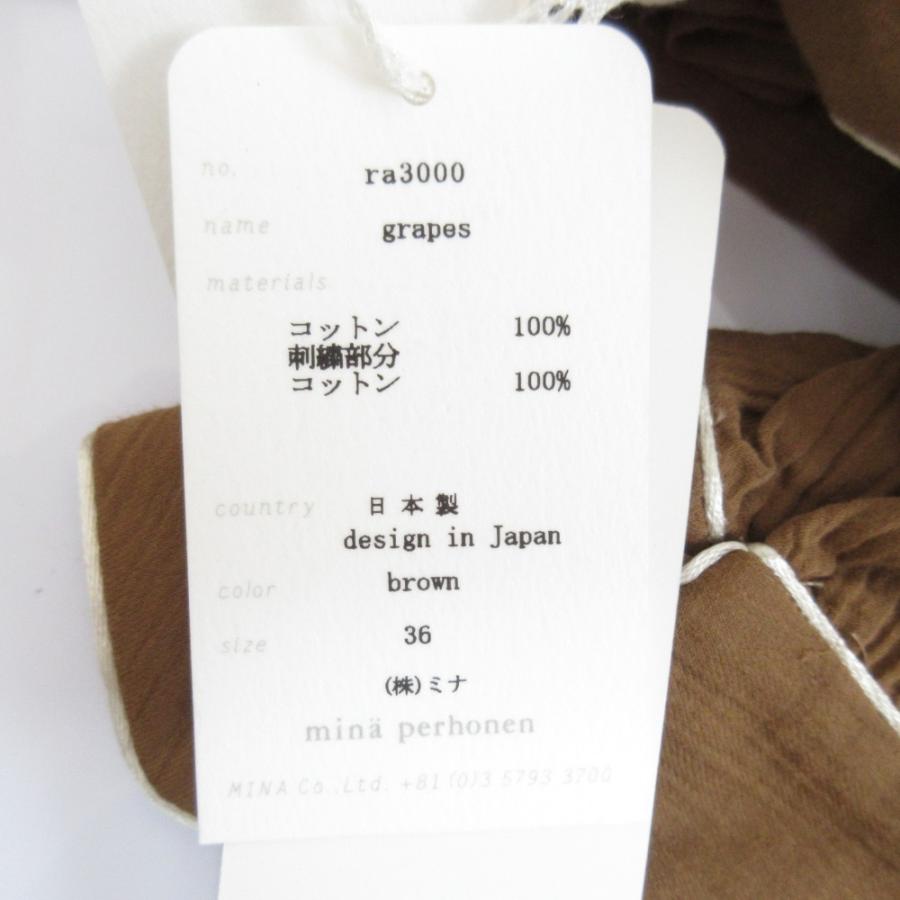 no. ra3000
name grapes
materials
コットン 100%
刺繍部分
コットン 100%
country 日本製
design in Japan
color brown
size 36
(株)ミナ
minä perhonen
MINA Co.,Ltd. +81(0)3 5793 3700